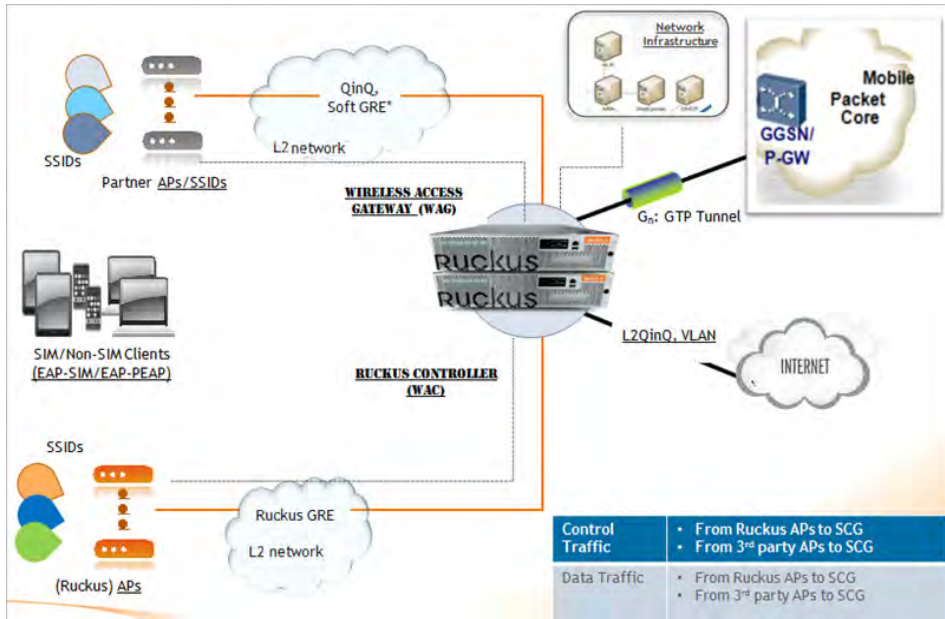 Network
Infrastructure
Mobile
Packet
Core
GGSN/
P-GW
QinQ,
Soft GRE*
L2 network
SSIDs
Partner APs/SSIDs
WIRELESS ACCESS
GATEWAY (WAG)
Gn: GTP Tunnel
RUCKUS
RUCKUS
SIM/Non-SIM Clients
(EAP-SIM/EAP-PEAP)
L2QinQ, VLAN
INTERNET
RUCKUS CONTROLLER
(WAC)
SSIDs
Ruckus GRE
L2 network
(Ruckus) APs
Control
Traffic
• From Ruckus APs to SCG
• From 3rd party APs to SCG
Data Traffic
• From Ruckus APs to SCG
• From 3rd party APs to SCG